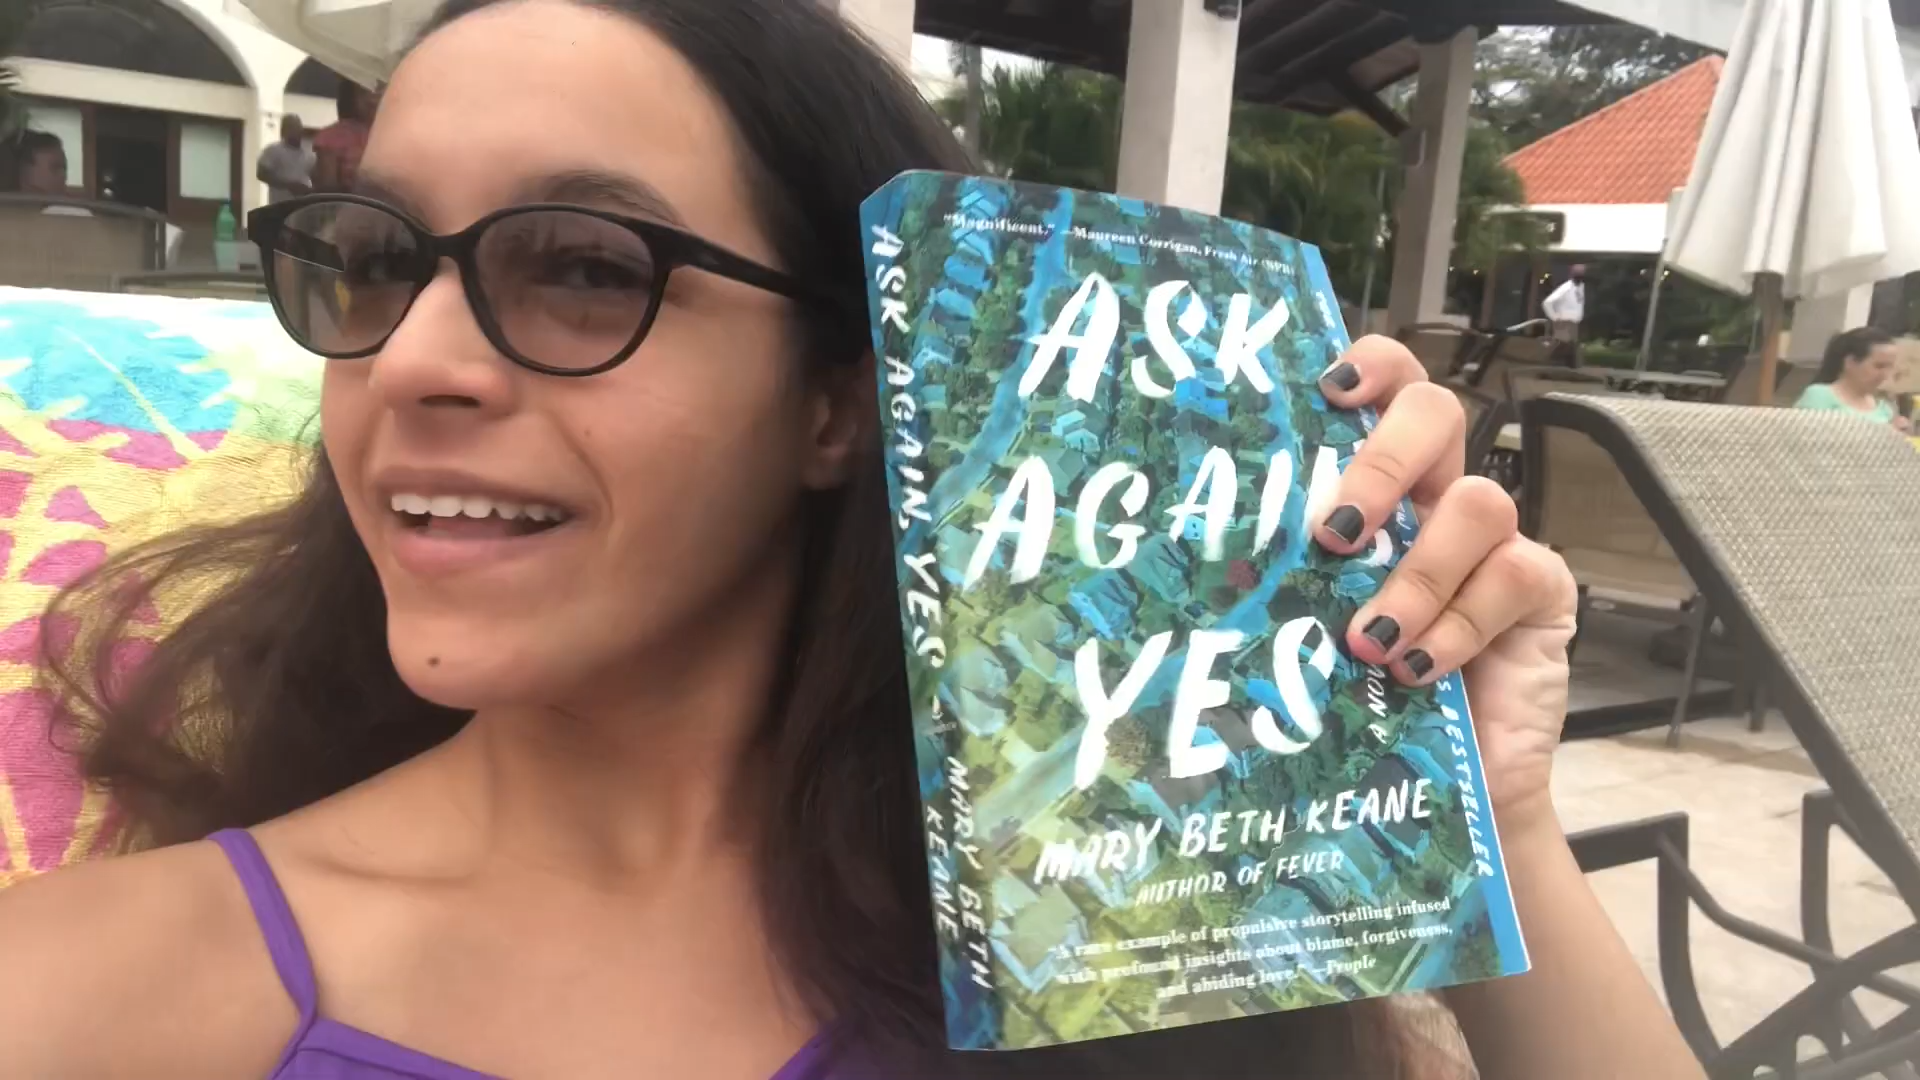 "Magnificent." —Maureen Corrigan, Fresh Air (NPR)
ASK
AGAIN,
YES
A NOV
MARY BETH KEANE
AUTHOR OF FEVER
"A rare example of propulsive storytelling infused
with profound insights about blame, forgiveness,
and abiding love." —People
ASK AGAIN, YES
A
MARY BETH
KEANE
S BESTSELLER